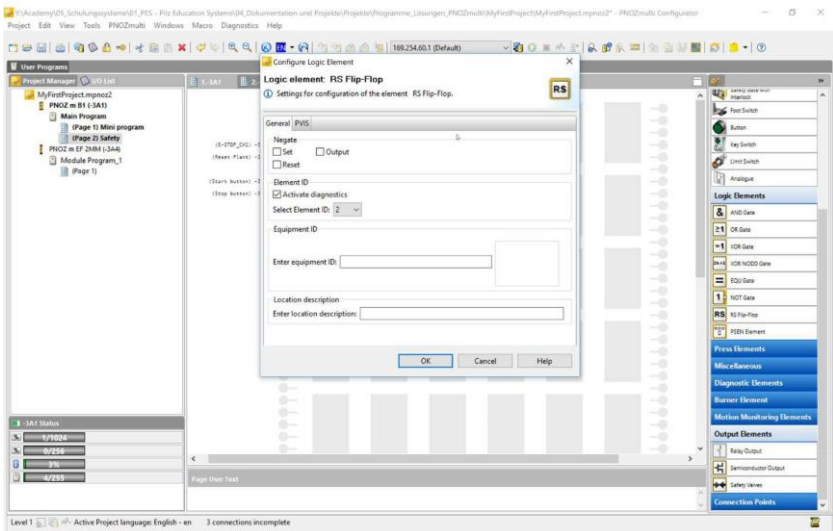 Y:\Academy\05_Schulungssysteme\01_PES - Pilz Education Systems\04_Dokumentation und Projekte\Projekte\Programme_Lösungen_PNOZmulti\MyFirstProject\MyFirstProject.mpnoz2* - PNOZmulti Configurator
Project Edit View Tools PNOZmulti Windows Macro Diagnostics Help
169.254.60.1 (Default)
User Programs
Project Manager I/O List
MyFirstProject.mpnoz2
PNOZ m B1 (-3A1)
Main Program
(Page 1) Mini program
(Page 2) Safety
PNOZ m EF 2MM (-3A4)
Module Program_1
(Page 1)
(E-STOP_CH1)
(Reset Plant)
(Start button)
(Stop button)
Configure Logic Element
Logic element: RS Flip-Flop
Settings for configuration of the element RS Flip-Flop.
RS
General PVIS
Negate
Set Output
Reset
Element ID
Activate diagnostics
Select Element ID: 2
Equipment ID
Enter equipment ID:
Location description
Enter location description:
OK Cancel Help
Interlock
Foot Switch
Button
Key Switch
Limit Switch
Analogue
Logic Elements
& AND Gate
≥1 OR Gate
=1 XOR Gate
XOR NODD Gate
= EQU Gate
1 NOT Gate
RS RS Flip-Flop
PSEN Element
Press Elements
Miscellaneous
Diagnostic Elements
Burner Element
Motion Monitoring Elements
Output Elements
Relay Output
Semiconductor Output
Safety Valves
Connection Points
-3A1 Status
1/1024
0/256
3%
4/255
Page User Text
Level 1 Active Project language: English - en 3 connections incomplete